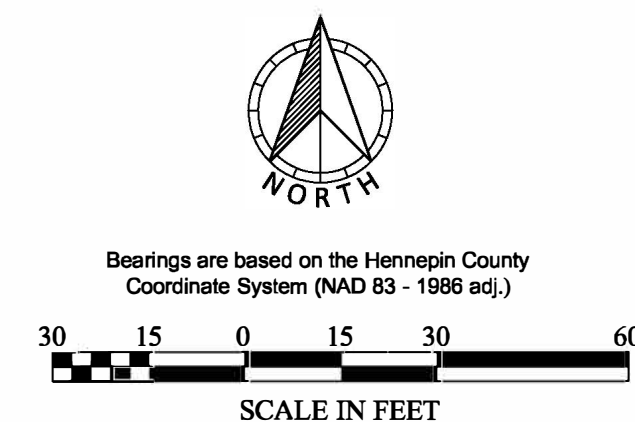 NORTH
Bearings are based on the Hennepin County
Coordinate System (NAD 83 - 1986 adj.)
30 15 0 15 30 60
SCALE IN FEET